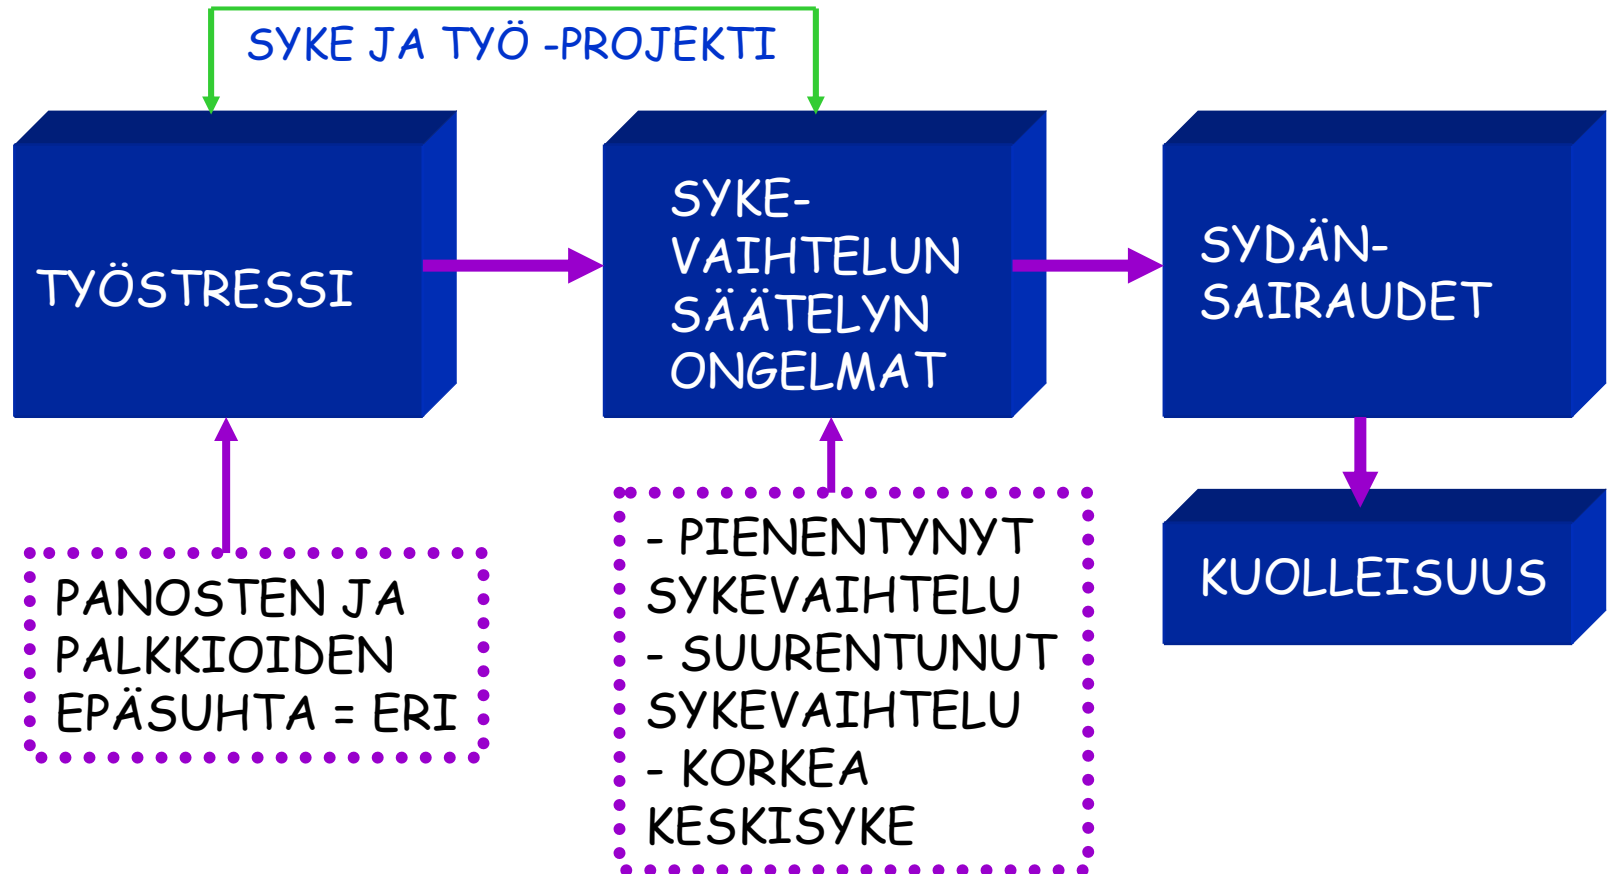 SYKE JA TYÖ -PROJEKTI
TYÖSTRESSI
SYKE-
VAIHTELUN
SÄÄTELYN
ONGELMAT
SYDÄN-
SAIRAUDET
KUOLLEISUUS
PANOSTEN JA
PALKKIOIDEN
EPÄSUHTA = ERI
- PIENENTYNYT
SYKEVAIHTELU
- SUURENTUNUT
SYKEVAIHTELU
- KORKEA
KESKISYKE